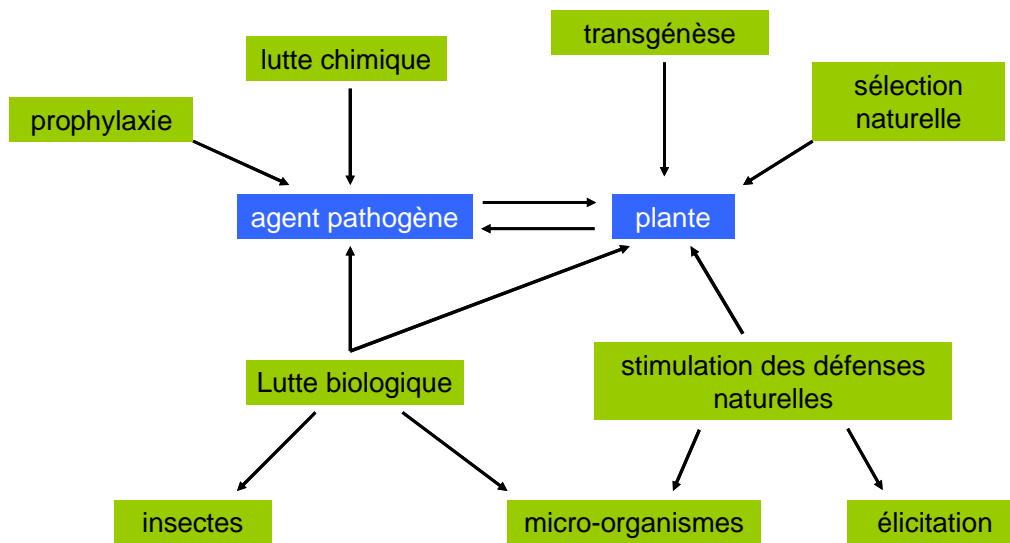 transgénèse
lutte chimique
sélection
naturelle
prophylaxie
agent pathogène
plante
Lutte biologique
stimulation des défenses
naturelles
insectes
micro-organismes
élicitation